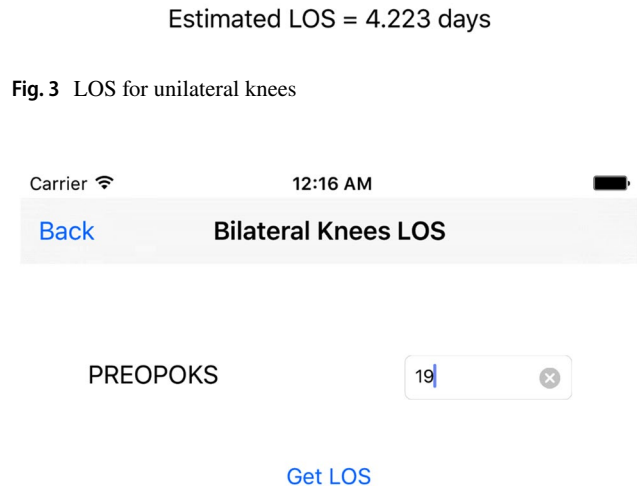 Estimated LOS = 4.223 days
Fig. 3 LOS for unilateral knees
Carrier 12:16 AM
Back Bilateral Knees LOS
PREOPOKS 19
Get LOS